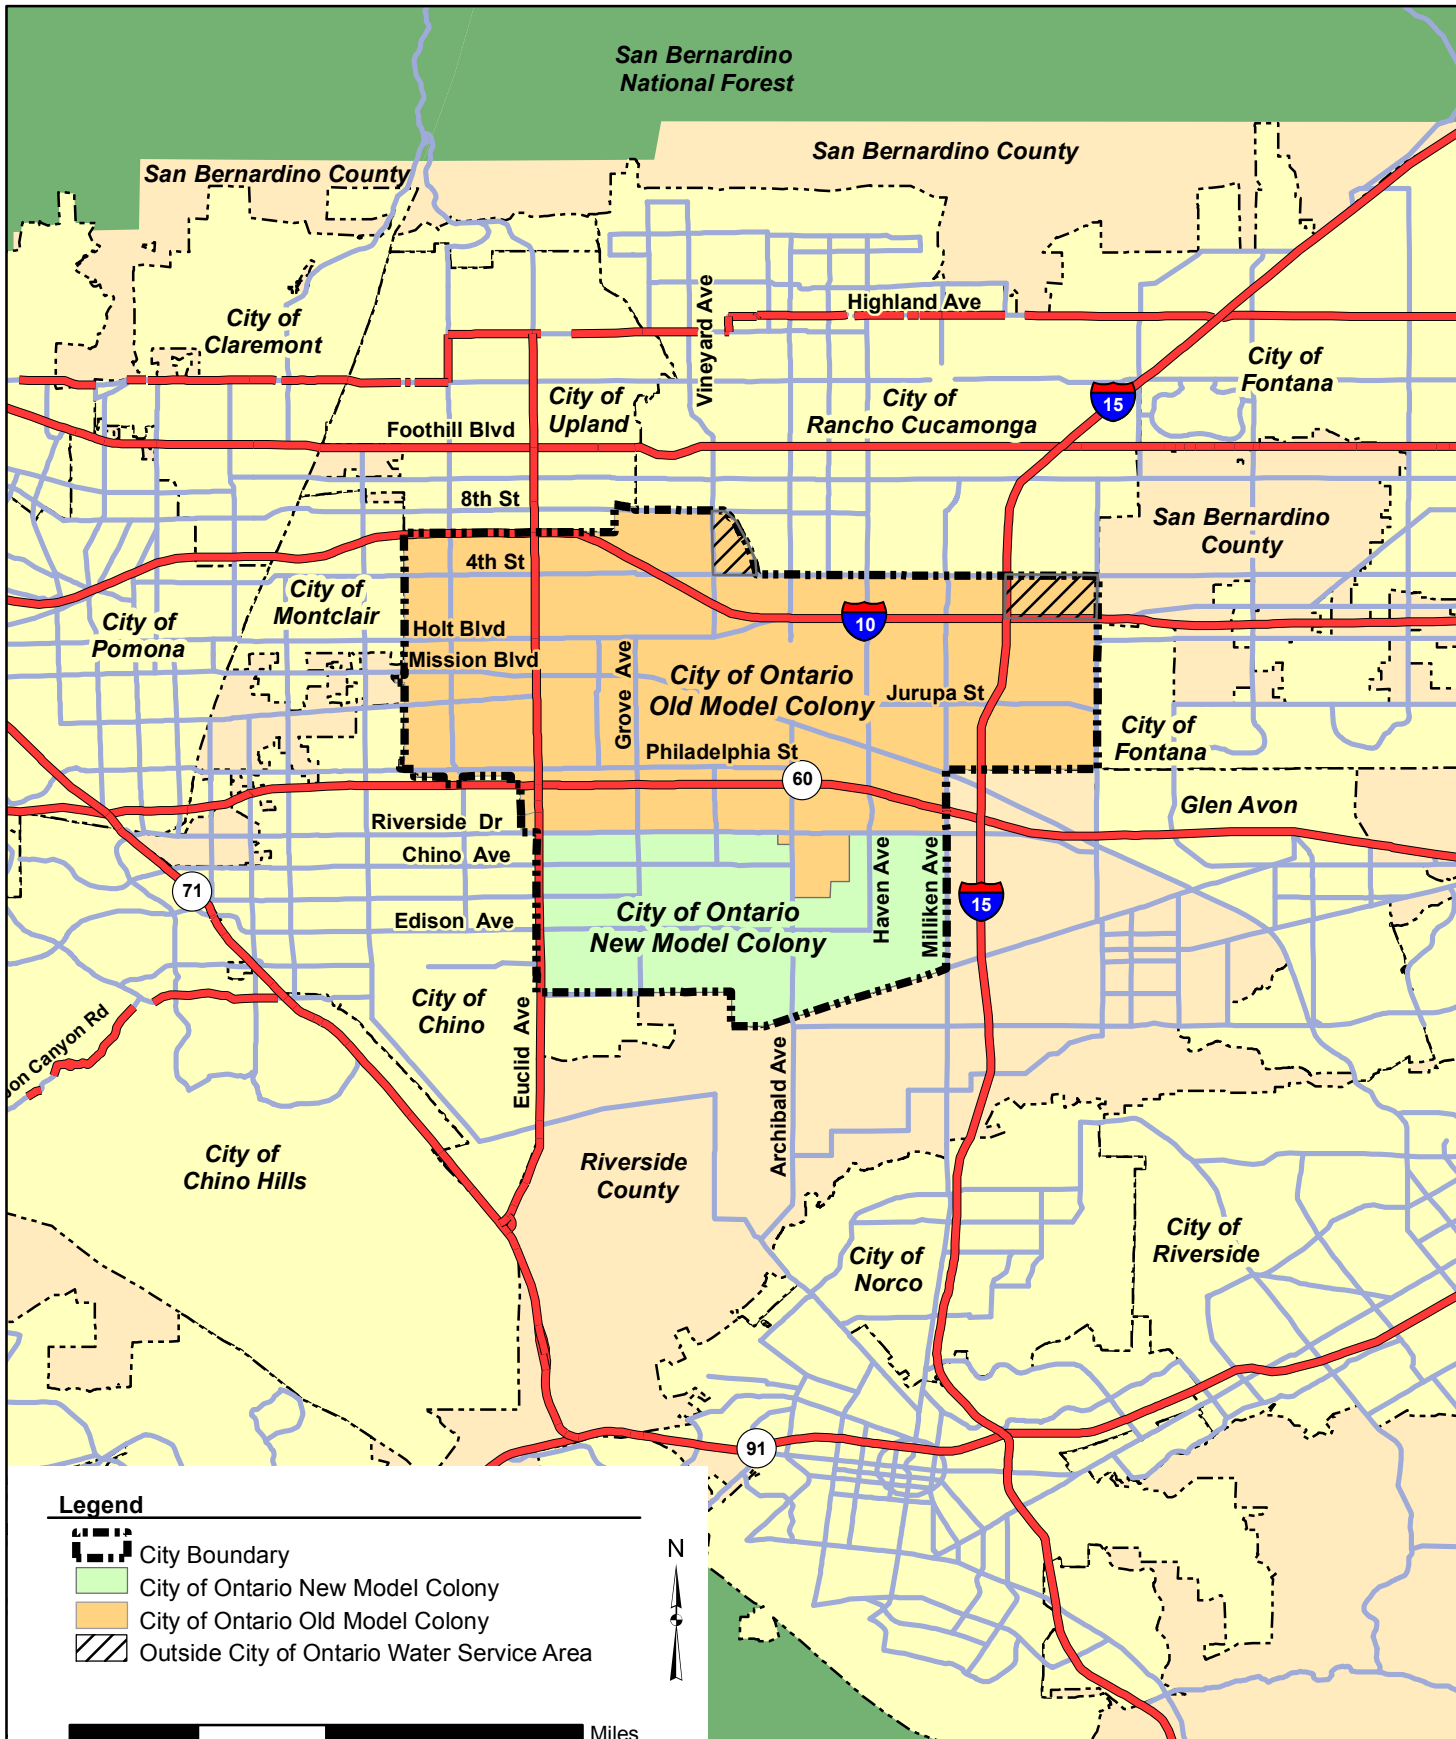 San Bernardino
National Forest
San Bernardino County
San Bernardino County
Highland Ave
Vineyard Ave
City of
Claremont
City of
Fontana
City of
Upland
City of
Rancho Cucamonga
15
Foothill Blvd
8th St
San Bernardino
County
4th St
City of
Montclair
City of
Pomona
10
Holt Blvd
Mission Blvd
Grove Ave
City of Ontario
Old Model Colony
Jurupa St
City of
Fontana
Philadelphia St
60
Glen Avon
Riverside Dr
Chino Ave
Haven Ave
Milliken Ave
71
15
Edison Ave
City of Ontario
New Model Colony
City of
Chino
Euclid Ave
on Canyon Rd
Archibald Ave
City of
Chino Hills
Riverside
County
City of
Norco
City of
Riverside
91
Legend
City Boundary
City of Ontario New Model Colony
City of Ontario Old Model Colony
Outside City of Ontario Water Service Area
N
Miles